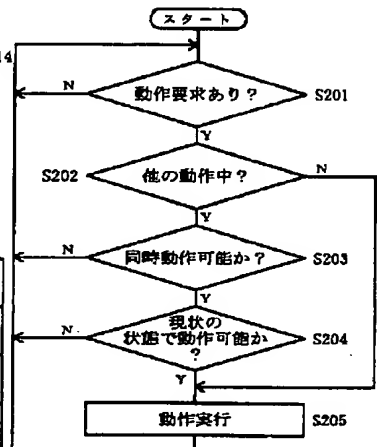 スタート
14
N
動作要求あり?
S201
Y
S202
他の動作中?
N
Y
N
同時動作可能か?
S203
Y
N
現状の
状態で動作可能か
?
S204
Y
動作実行
S205